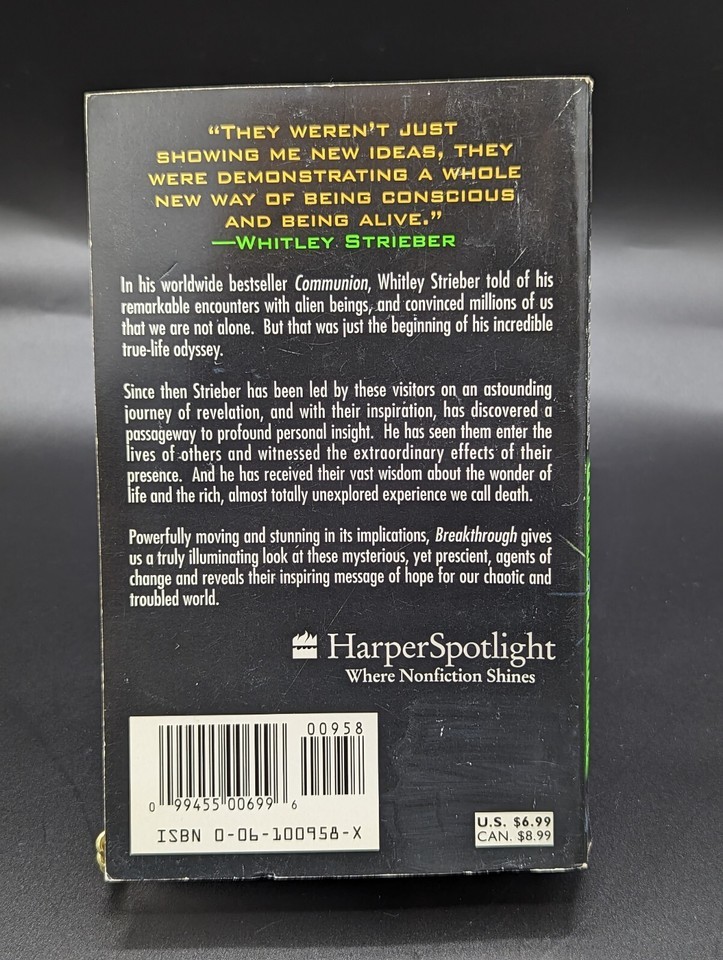 “THEY WEREN’T JUST
SHOWING ME NEW IDEAS, THEY
WERE DEMONSTRATING A WHOLE
NEW WAY OF BEING CONSCIOUS
AND BEING ALIVE.”
—WHITLEY STRIEBER
In his worldwide bestseller Communion, Whitley Strieber told of his
remarkable encounters with alien beings, and convinced millions of us
that we are not alone. But that was just the beginning of his incredible
true-life odyssey.
Since then Strieber has been led by these visitors on an astounding
journey of revelation, and with their inspiration, has discovered a
passageway to profound personal insight. He has seen them enter the
lives of others and witnessed the extraordinary effects of their
presence. And he has received their vast wisdom about the wonder of
life and the rich, almost totally unexplored experience we call death.
Powerfully moving and stunning in its implications, Breakthrough gives
us a truly illuminating look at these mysterious, yet prescient, agents of
change and reveals their inspiring message of hope for our chaotic and
troubled world.
HarperSpotlight
Where Nonfiction Shines
00958
0 99455 00699 6
ISBN 0-06-100958-X
U.S. $6.99
CAN. $8.99